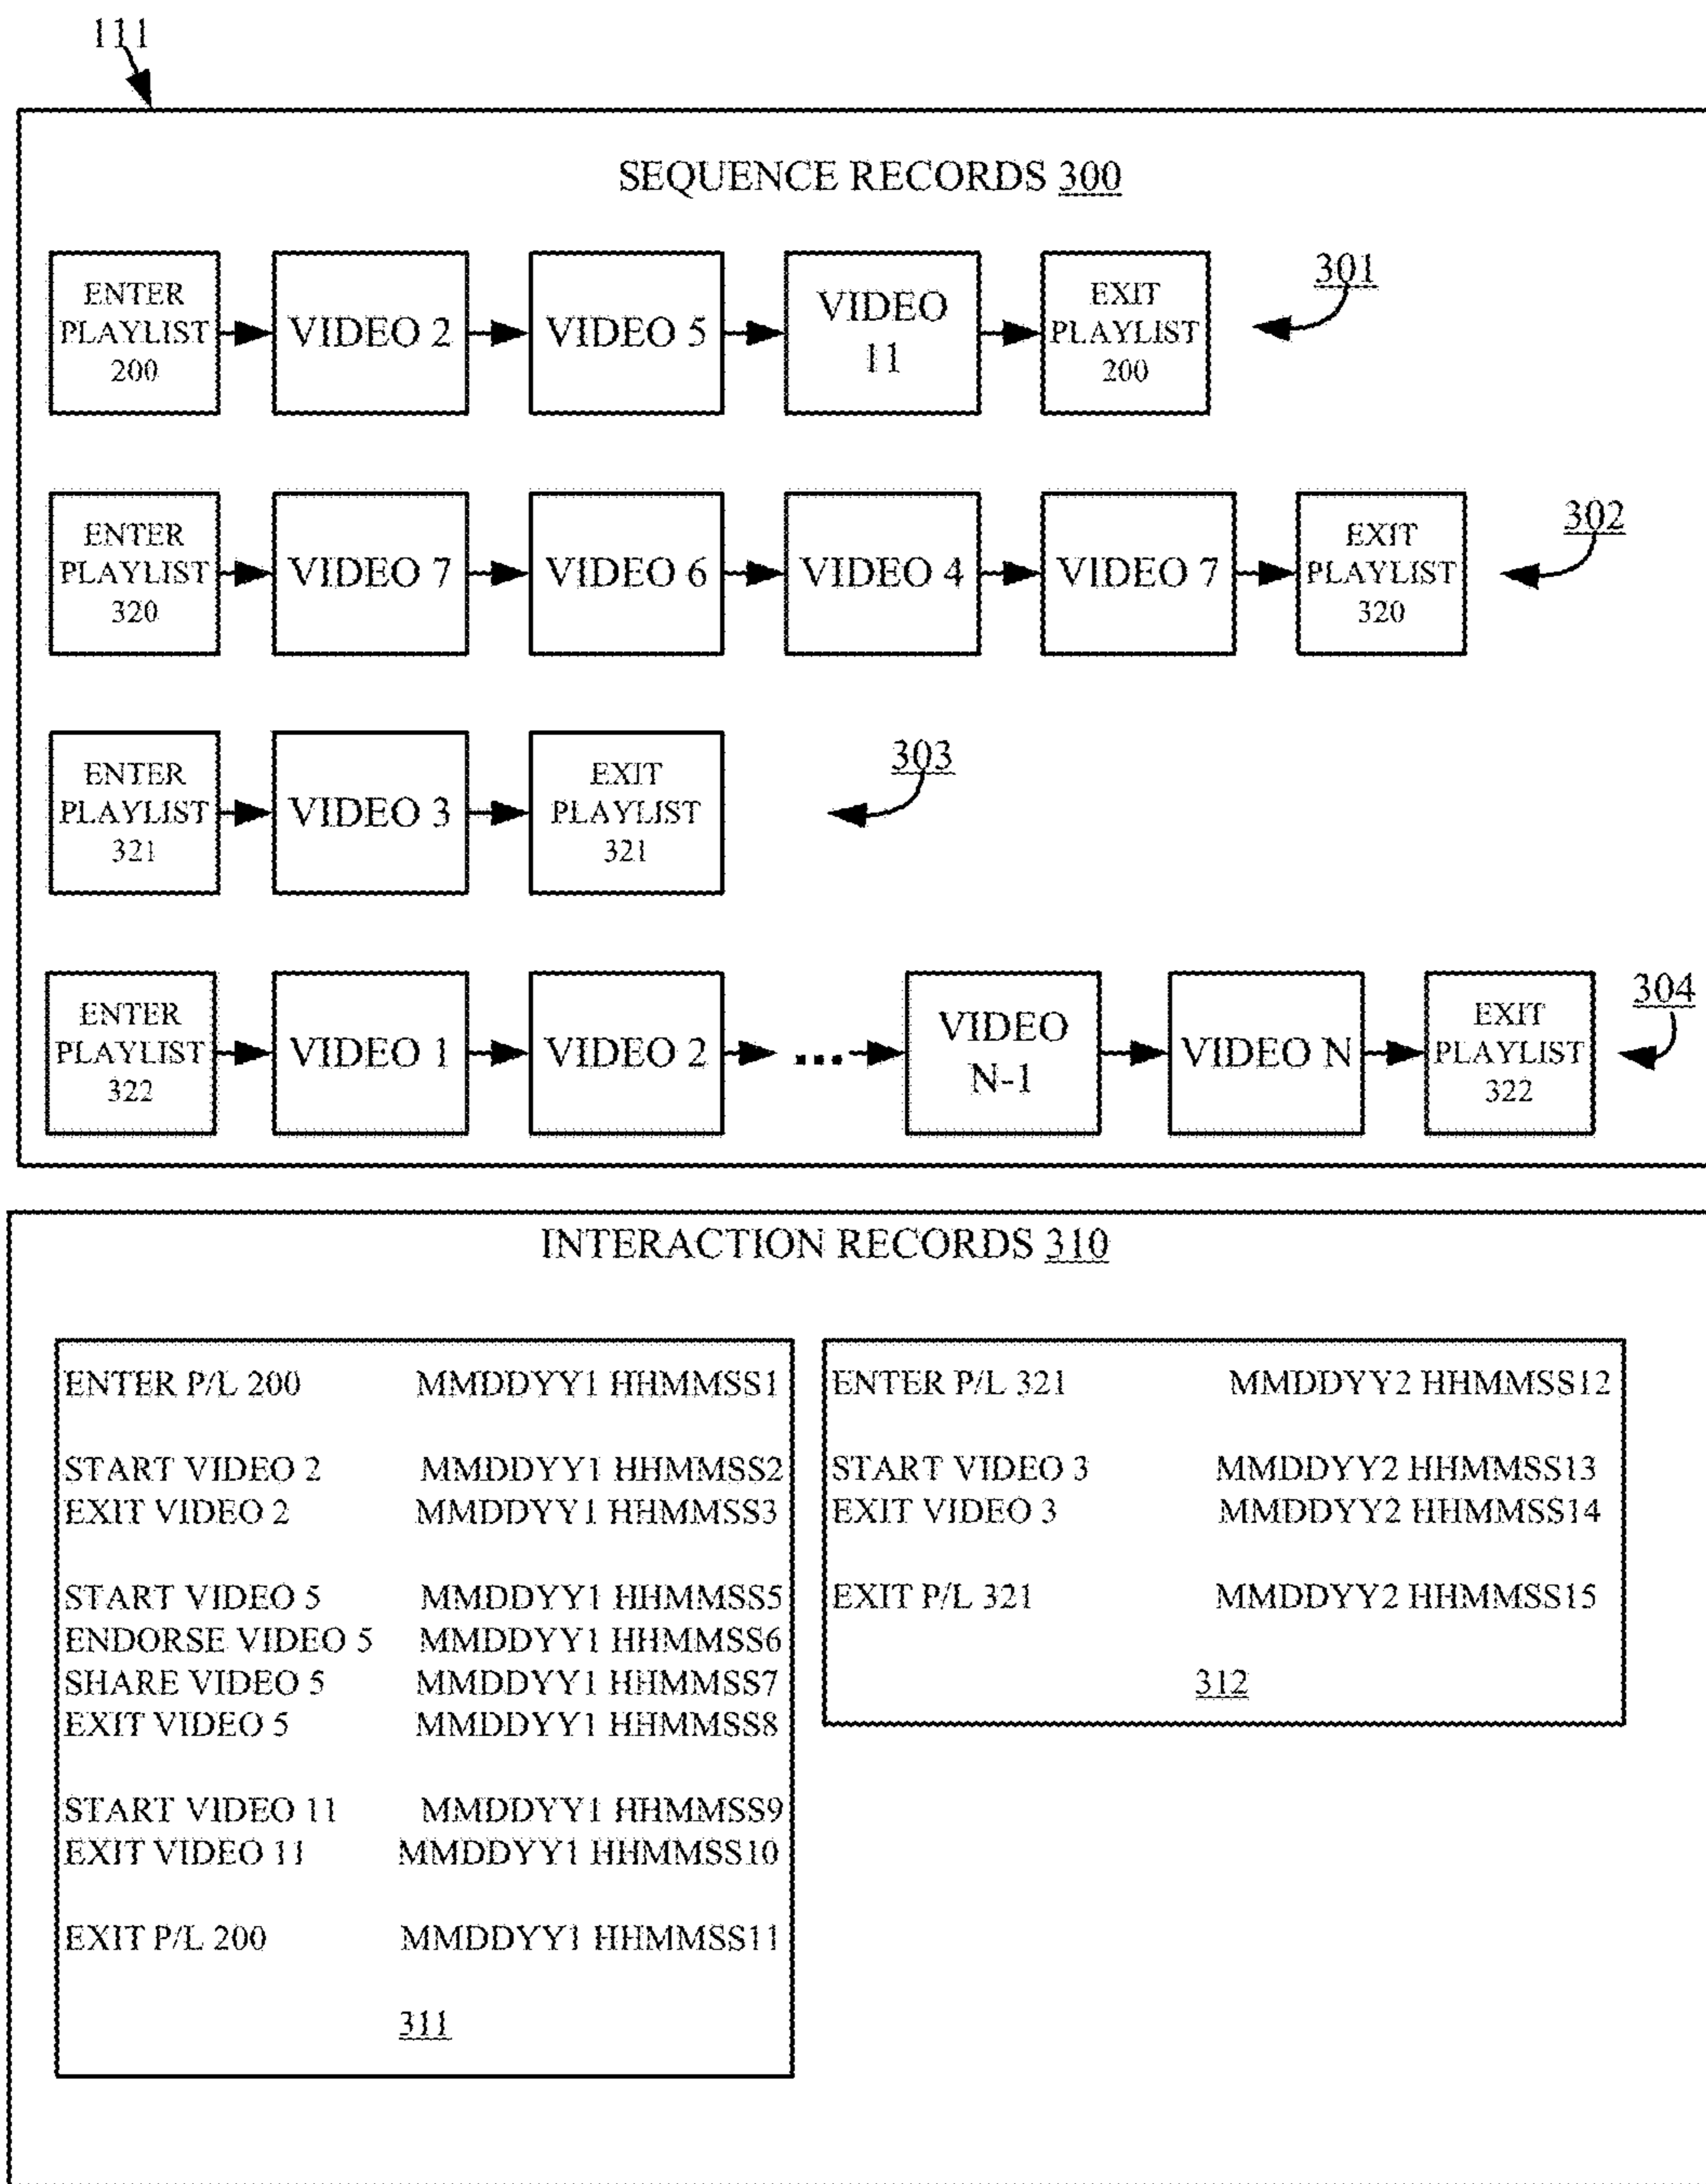 111
SEQUENCE RECORDS 300
ENTER
PLAYLIST
200
VIDEO 2
VIDEO 5
VIDEO
11
EXIT
PLAYLIST
200
301
ENTER
PLAYLIST
320
VIDEO 7
VIDEO 6
VIDEO 4
VIDEO 7
EXIT
PLAYLIST
320
302
ENTER
PLAYLIST
321
VIDEO 3
EXIT
PLAYLIST
321
303
ENTER
PLAYLIST
322
VIDEO 1
VIDEO 2
...
VIDEO
N-1
VIDEO N
EXIT
PLAYLIST
322
304
INTERACTION RECORDS 310
ENTER P/L 200 MMDDYY1 HHMMSS1
START VIDEO 2 MMDDYY1 HHMMSS2
EXIT VIDEO 2 MMDDYY1 HHMMSS3
START VIDEO 5 MMDDYY1 HHMMSS5
ENDORSE VIDEO 5 MMDDYY1 HHMMSS6
SHARE VIDEO 5 MMDDYY1 HHMMSS7
EXIT VIDEO 5 MMDDYY1 HHMMSS8
START VIDEO 11 MMDDYY1 HHMMSS9
EXIT VIDEO 11 MMDDYY1 HHMMSS10
EXIT P/L 200 MMDDYY1 HHMMSS11
311
ENTER P/L 321 MMDDYY2 HHMMSS12
START VIDEO 3 MMDDYY2 HHMMSS13
EXIT VIDEO 3 MMDDYY2 HHMMSS14
EXIT P/L 321 MMDDYY2 HHMMSS15
312